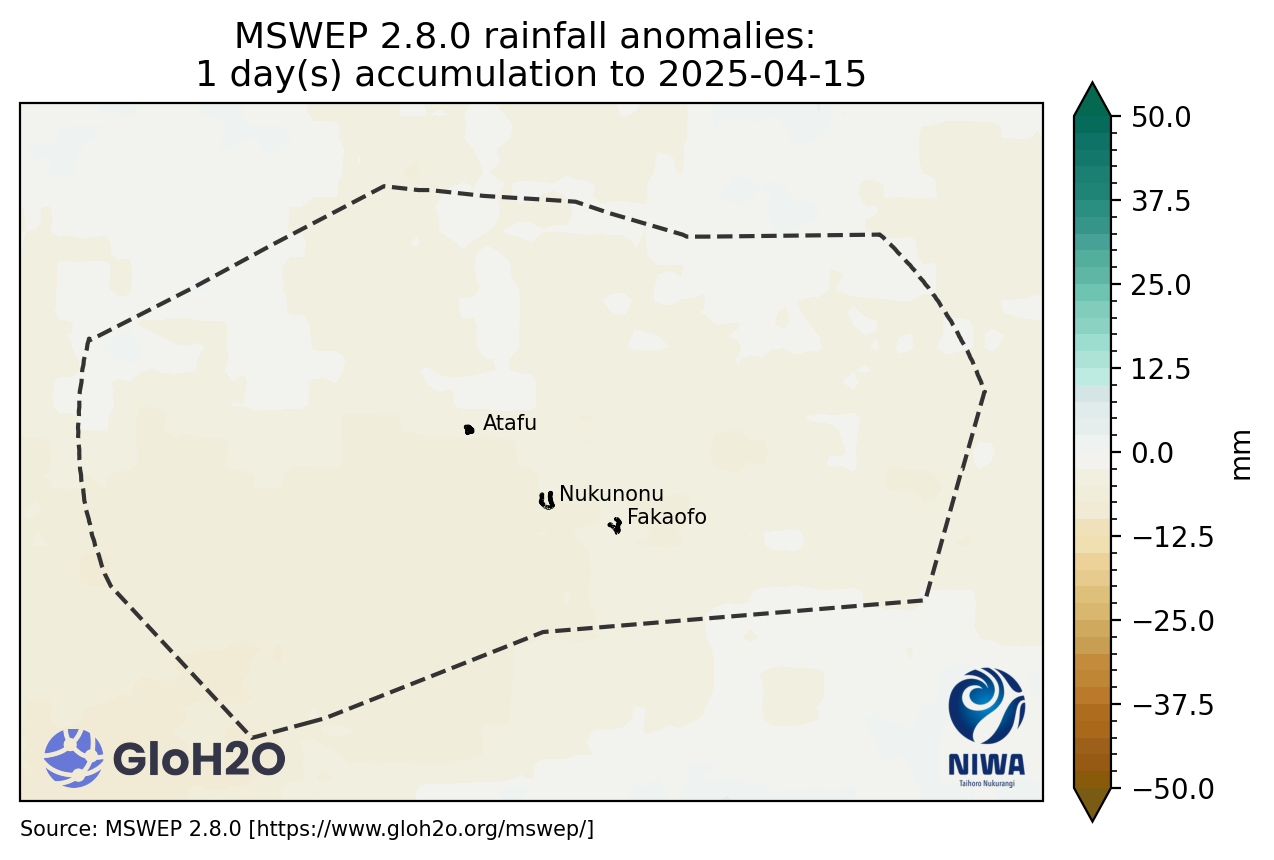 MSWEP 2.8.0 rainfall anomalies:
1 day(s) accumulation to 2025-04-15
50.0
37.5
25.0
12.5
0.0
−12.5
−25.0
−37.5
−50.0
mm
Atafu
Nukunonu
Fakaofo
GloH2O
NIWA
Taihoro Nukurangi
Source: MSWEP 2.8.0 [https://www.gloh2o.org/mswep/]